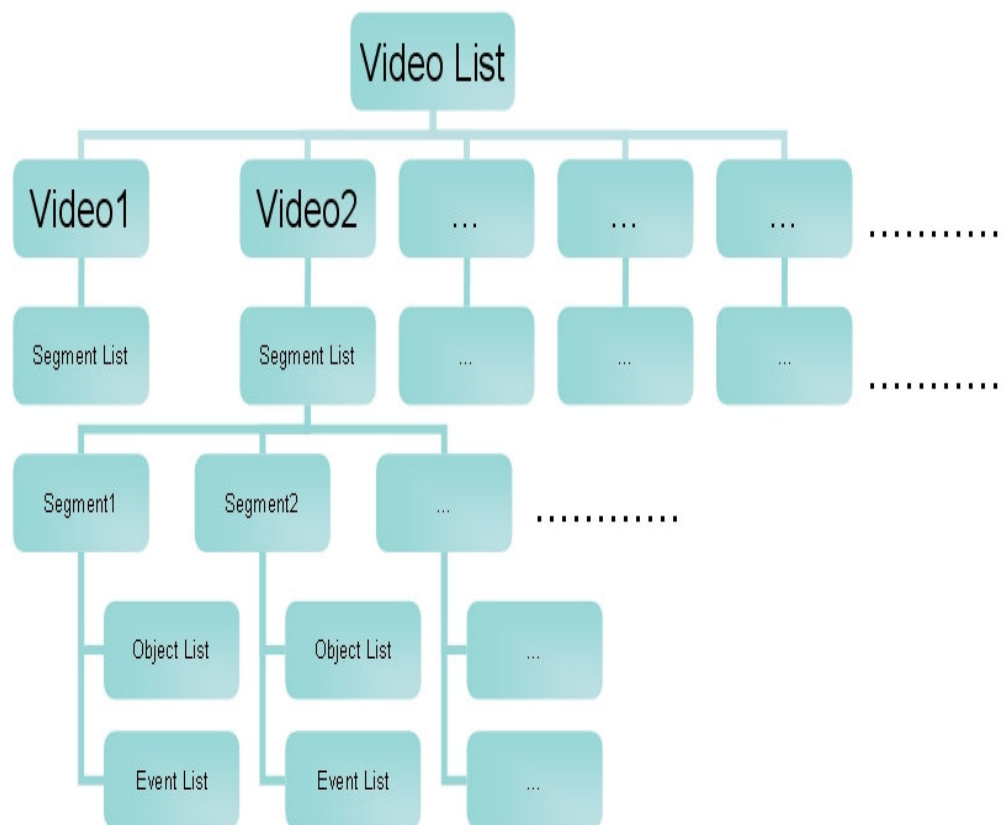 Video List
Video1 Video2 ... ... ... ...........
Segment List Segment List ... ... ... ...........
Segment1 Segment2 ... ............
Object List Object List ...
Event List Event List ...